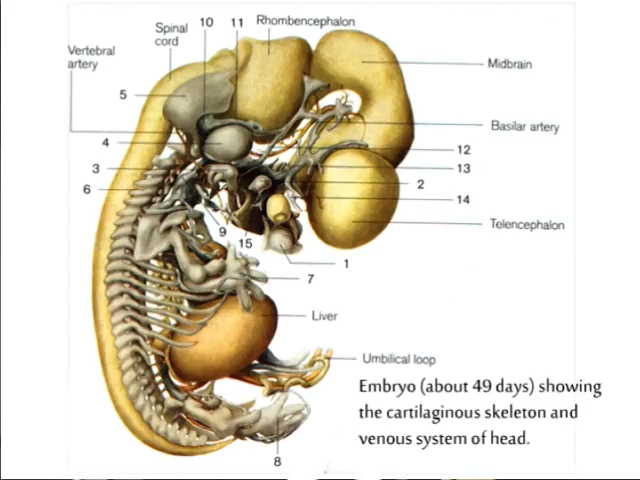 Spinal
cord
10
11
Rhombencephalon
Vertebral
artery
Midbrain
5
Basilar artery
4
12
3
13
6
2
14
9
15
Telencephalon
1
7
Liver
Umbilical loop
Embryo (about 49 days) showing
the cartilaginous skeleton and
venous system of head.
8